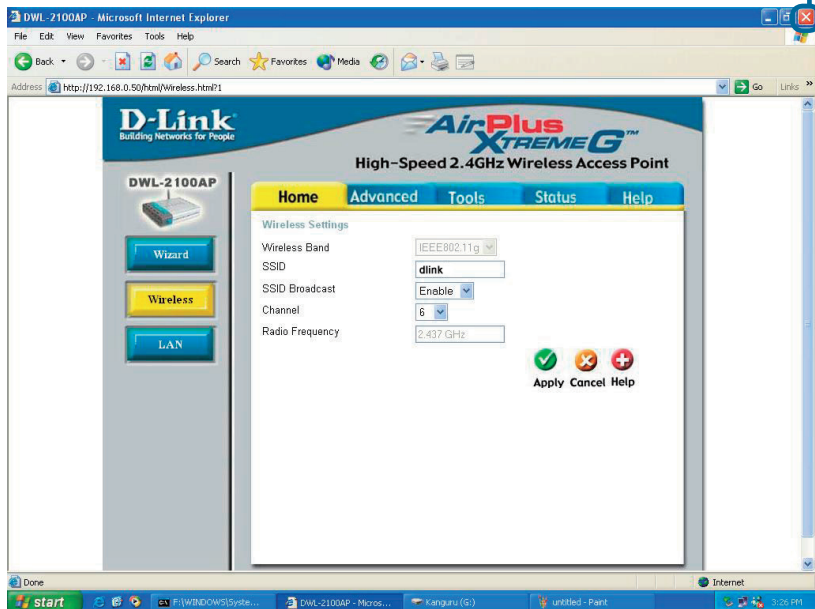 DWL-2100AP - Microsoft Internet Explorer
File Edit View Favorites Tools Help
Back Search Favorites Media
Address http://192.168.0.50/html/Wireless.html?1 Go Links »
D-Link
Building Networks for People
AirPlus
XTREME G™
High-Speed 2.4GHz Wireless Access Point
DWL-2100AP
Home Advanced Tools Status Help
Wizard
Wireless
LAN
Wireless Settings
Wireless Band IEEE802.11g
SSID dlink
SSID Broadcast Enable
Channel 6
Radio Frequency 2.437 GHz
Apply Cancel Help
Done Internet
start F:\WINDOWS\Syste... DWL-2100AP - Micros... Kanguru (G:) untitled - Paint 3:26 PM